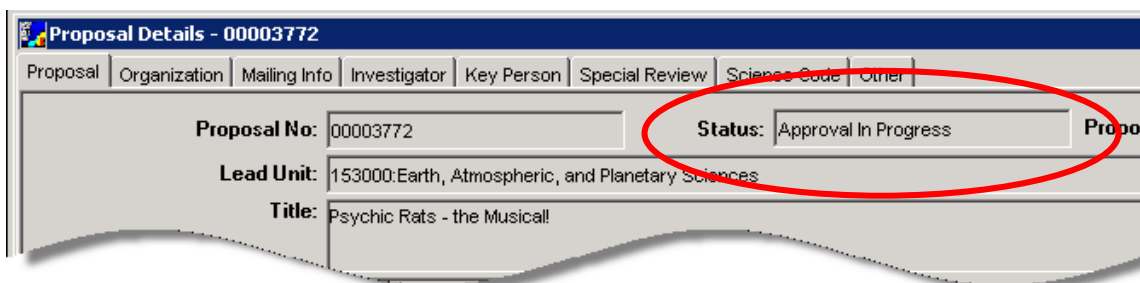 Proposal Details - 00003772
Proposal Organization Mailing Info Investigator Key Person Special Review Science Code Other
Proposal No: 00003772 Status: Approval In Progress Propo
Lead Unit: 153000:Earth, Atmospheric, and Planetary Sciences
Title: Psychic Rats - the Musical!